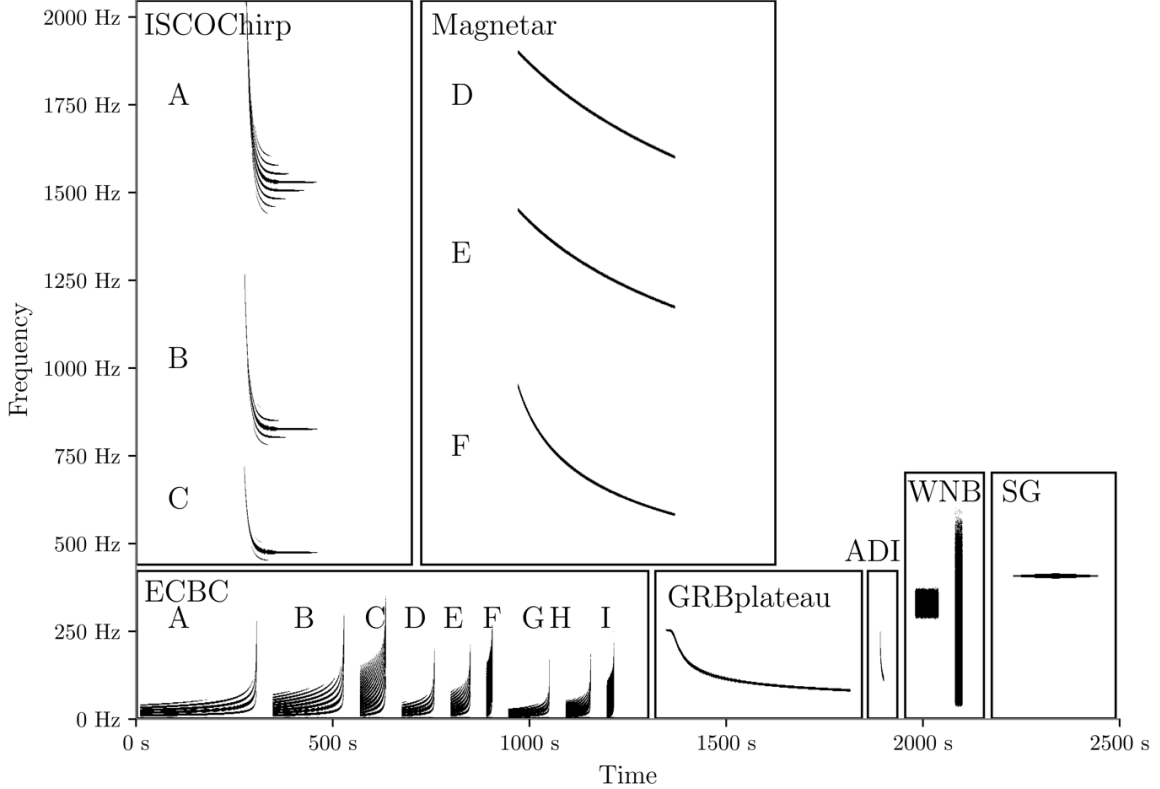 2000 Hz
ISCOChirp
Magnetar
1750 Hz
A
D
1500 Hz
1250 Hz
E
1000 Hz
B
Frequency
750 Hz
F
C
500 Hz
WNB
SG
ADI
ECBC
A B C D E F G H I
GRBplateau
250 Hz
0 Hz
0 s 500 s 1000 s 1500 s 2000 s 2500 s
Time